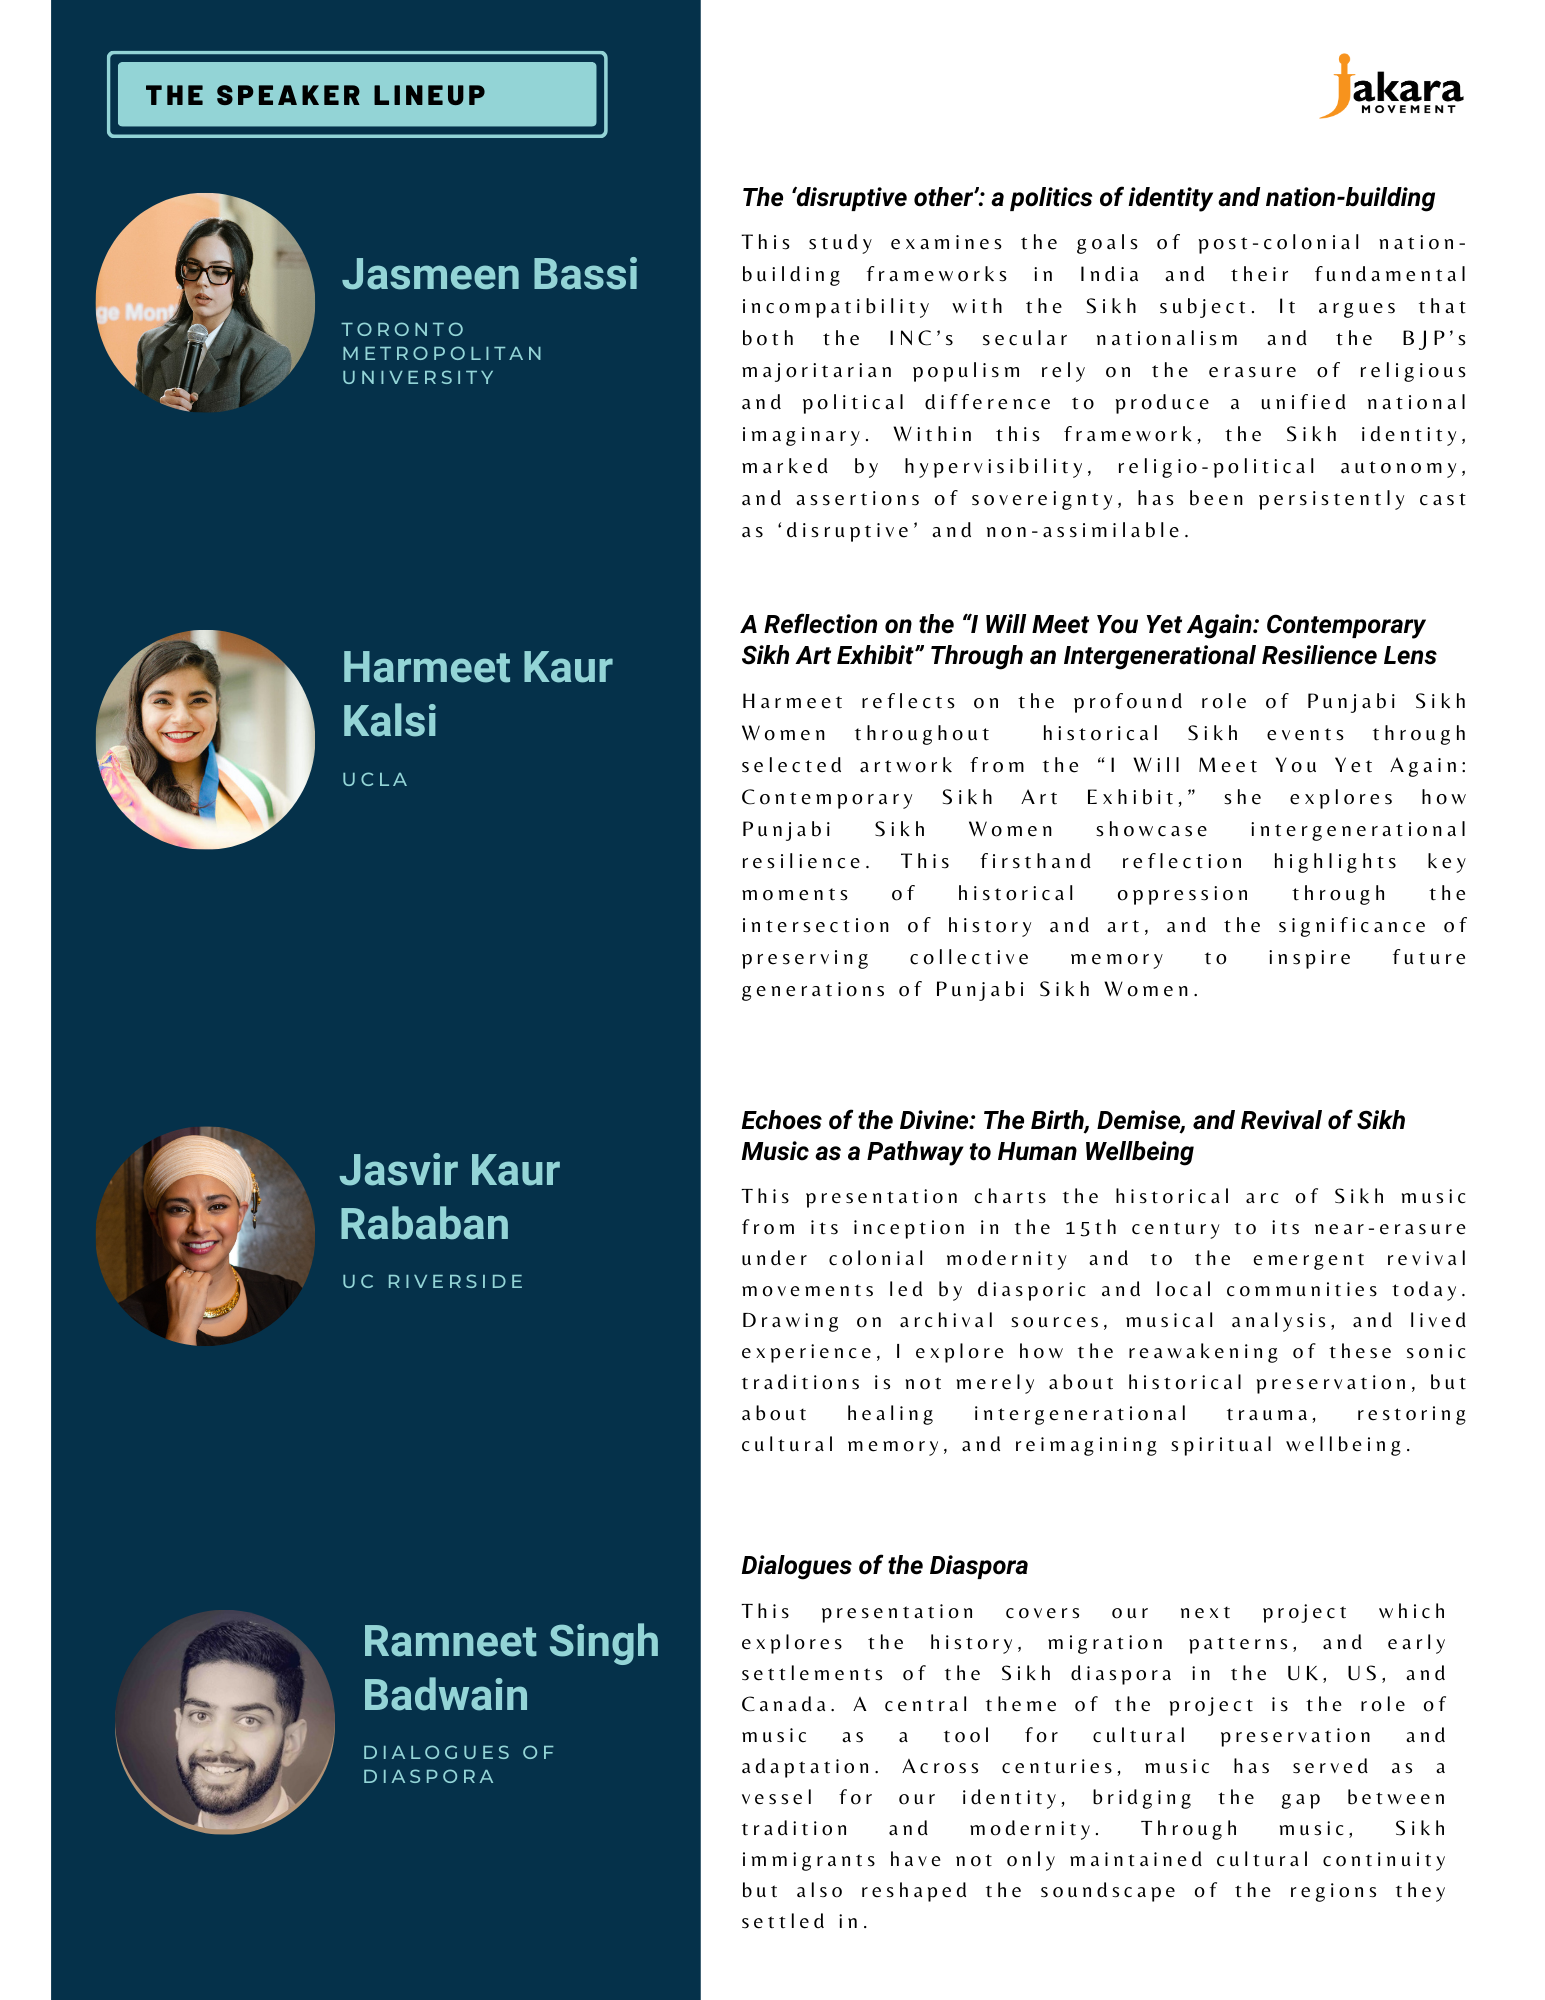 THE SPEAKER LINEUP
jakara
MOVEMENT
ge Mont
Jasmeen Bassi
TORONTO
METROPOLITAN
UNIVERSITY
The ‘disruptive other’: a politics of identity and nation-building
This study examines the goals of post-colonial nation-
building frameworks in India and their fundamental
incompatibility with the Sikh subject. It argues that
both the INC’s secular nationalism and the BJP’s
majoritarian populism rely on the erasure of religious
and political difference to produce a unified national
imaginary. Within this framework, the Sikh identity,
marked by hypervisibility, religio-political autonomy,
and assertions of sovereignty, has been persistently cast
as ‘disruptive’ and non-assimilable.
Harmeet Kaur
Kalsi
UCLA
A Reflection on the “I Will Meet You Yet Again: Contemporary
Sikh Art Exhibit” Through an Intergenerational Resilience Lens
Harmeet reflects on the profound role of Punjabi Sikh
Women throughout historical Sikh events through
selected artwork from the “I Will Meet You Yet Again:
Contemporary Sikh Art Exhibit,” she explores how
Punjabi Sikh Women showcase intergenerational
resilience. This firsthand reflection highlights key
moments of historical oppression through the
intersection of history and art, and the significance of
preserving collective memory to inspire future
generations of Punjabi Sikh Women.
Jasvir Kaur
Rababan
UC RIVERSIDE
Echoes of the Divine: The Birth, Demise, and Revival of Sikh
Music as a Pathway to Human Wellbeing
This presentation charts the historical arc of Sikh music
from its inception in the 15th century to its near-erasure
under colonial modernity and to the emergent revival
movements led by diasporic and local communities today.
Drawing on archival sources, musical analysis, and lived
experience, I explore how the reawakening of these sonic
traditions is not merely about historical preservation, but
about healing intergenerational trauma, restoring
cultural memory, and reimagining spiritual wellbeing.
Ramneet Singh
Badwain
DIALOGUES OF
DIASPORA
Dialogues of the Diaspora
This presentation covers our next project which
explores the history, migration patterns, and early
settlements of the Sikh diaspora in the UK, US, and
Canada. A central theme of the project is the role of
music as a tool for cultural preservation and
adaptation. Across centuries, music has served as a
vessel for our identity, bridging the gap between
tradition and modernity. Through music, Sikh
immigrants have not only maintained cultural continuity
but also reshaped the soundscape of the regions they
settled in.